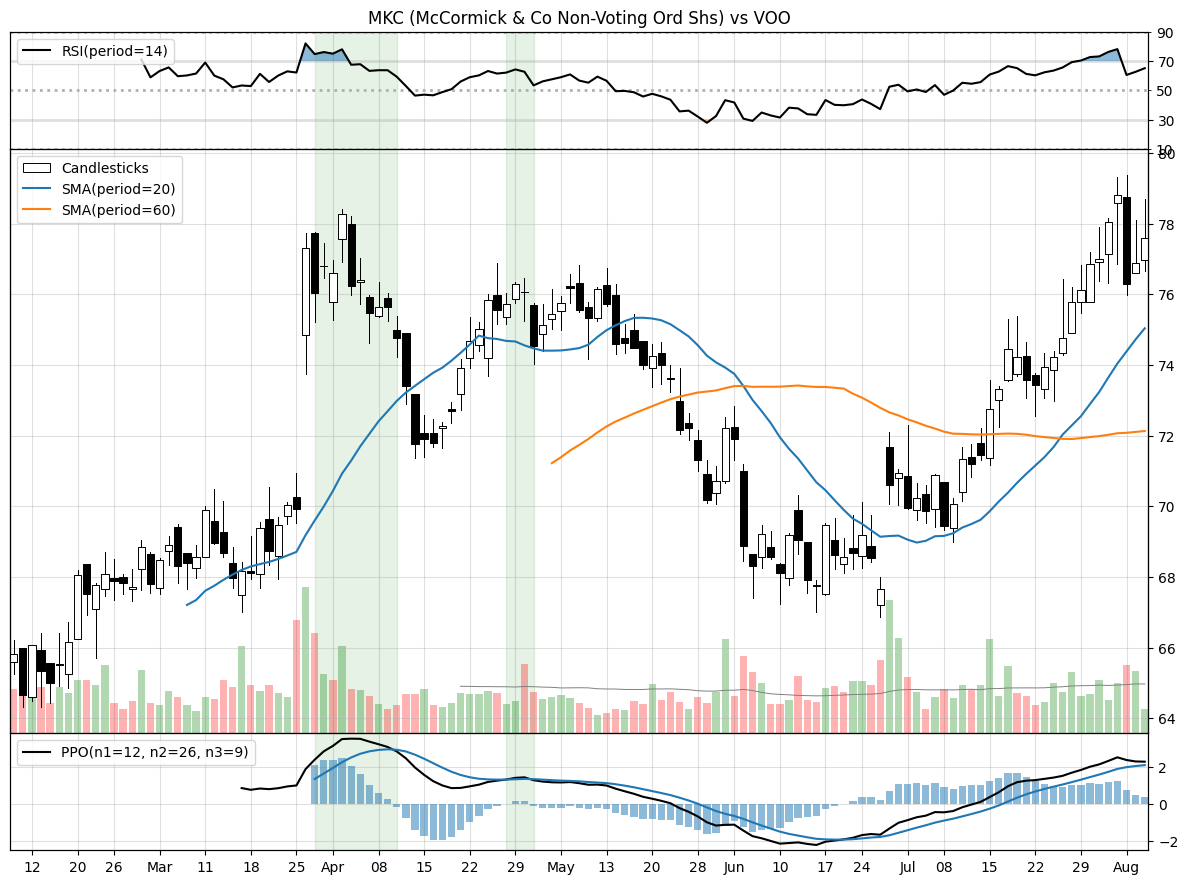 MKC (McCormick & Co Non-Voting Ord Shs) vs VOO
RSI(period=14)
90
70
50
30
10
Candlesticks
SMA(period=20)
SMA(period=60)
80
78
76
74
72
70
68
66
64
PPO(n1=12, n2=26, n3=9)
2
0
−2
12 20 26 Mar 11 18 25 Apr 08 15 22 29 May 13 20 28 Jun 17 24 Jul 08 15 22 29 Aug